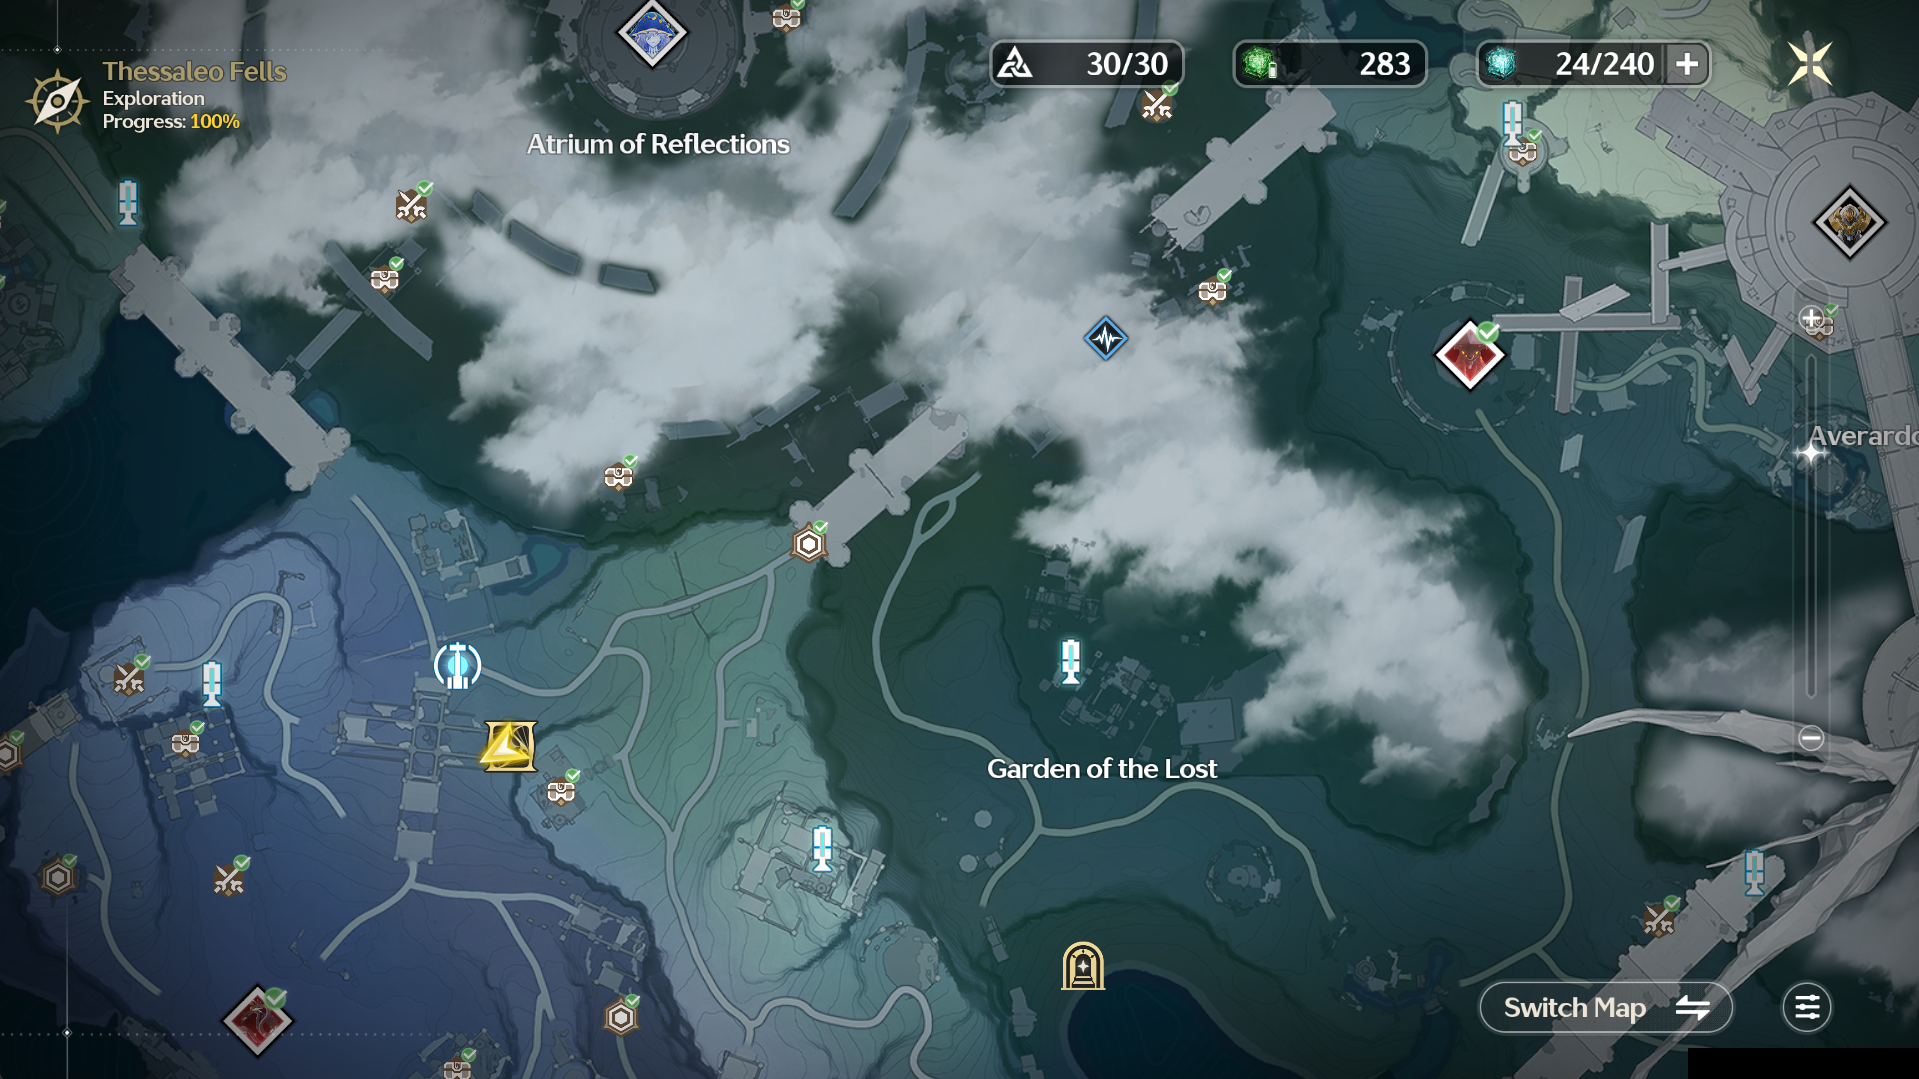 Thessaleo Fells
Exploration
Progress: 100%
30/30
283
24/240
Atrium of Reflections
Averardo
Garden of the Lost
Switch Map